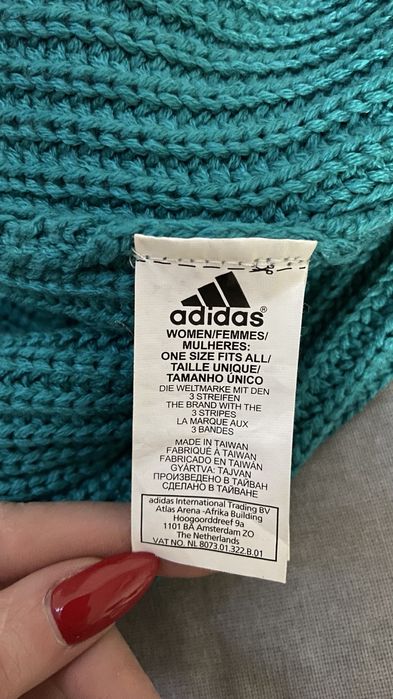 adidas®
WOMEN/FEMMES/
MULHERES:
ONE SIZE FITS ALL/
TAILLE UNIQUE/
TAMANHO ÚNICO
DIE WELTMARKE MIT DEN
3 STREIFEN
THE BRAND WITH THE
3 STRIPES
LA MARQUE AUX
3 BANDES
MADE IN TAIWAN
FABRIQUÉ À TAIWAN
FABRICADO EN TAIWÁN
GYÁRTVA: TAJVAN
ПРОИЗВЕДЕНО В ТАЙВАН
СДЕЛАНО В ТАЙВАНЕ
adidas International Trading BV
Atlas Arena -Afrika Building
Hoogoorddreef 9a
1101 BA Amsterdam ZO
The Netherlands
VAT NO. NL 8073.01.322.B.01